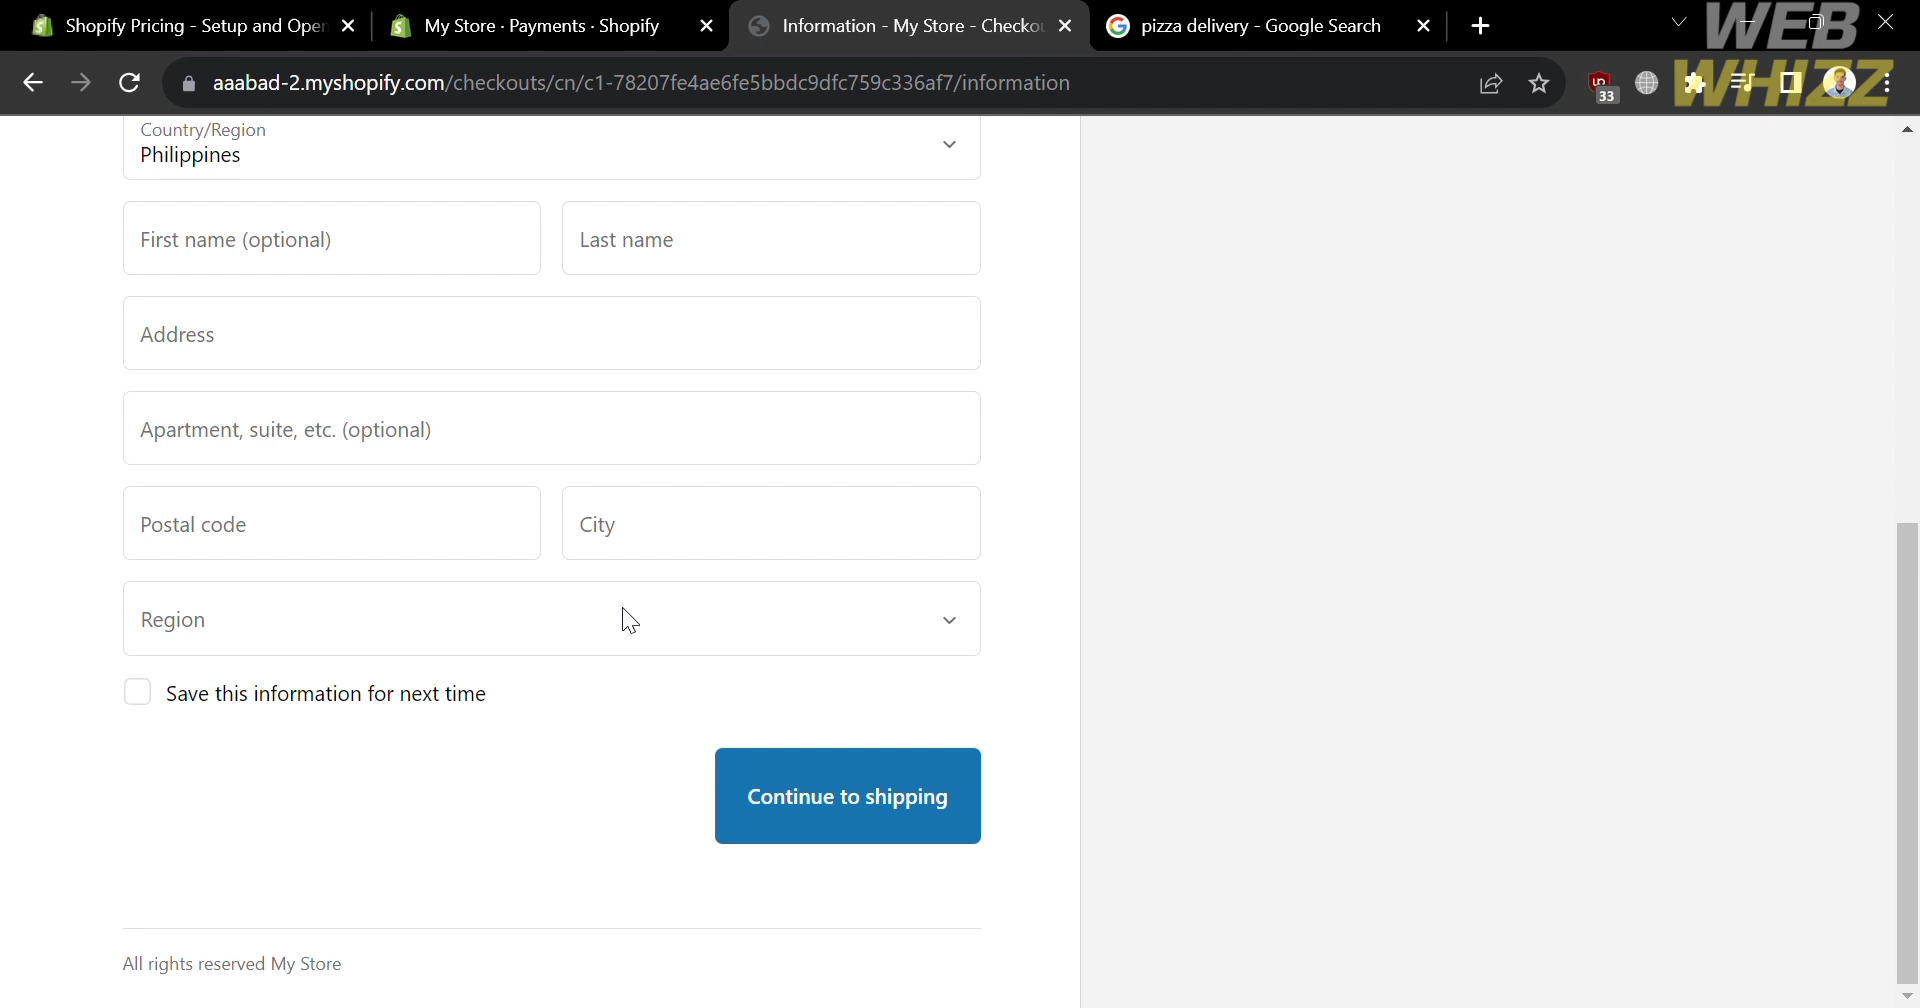 Shopify Pricing - Setup and Open
My Store · Payments · Shopify
Information - My Store - Checkou
pizza delivery - Google Search
WEB
WHIZZ
aaabad-2.myshopify.com/checkouts/cn/c1-78207fe4ae6fe5bbdc9dfc759c336af7/information
33
Country/Region
Philippines
First name (optional)
Last name
Address
Apartment, suite, etc. (optional)
Postal code
City
Region
Save this information for next time
Continue to shipping
All rights reserved My Store